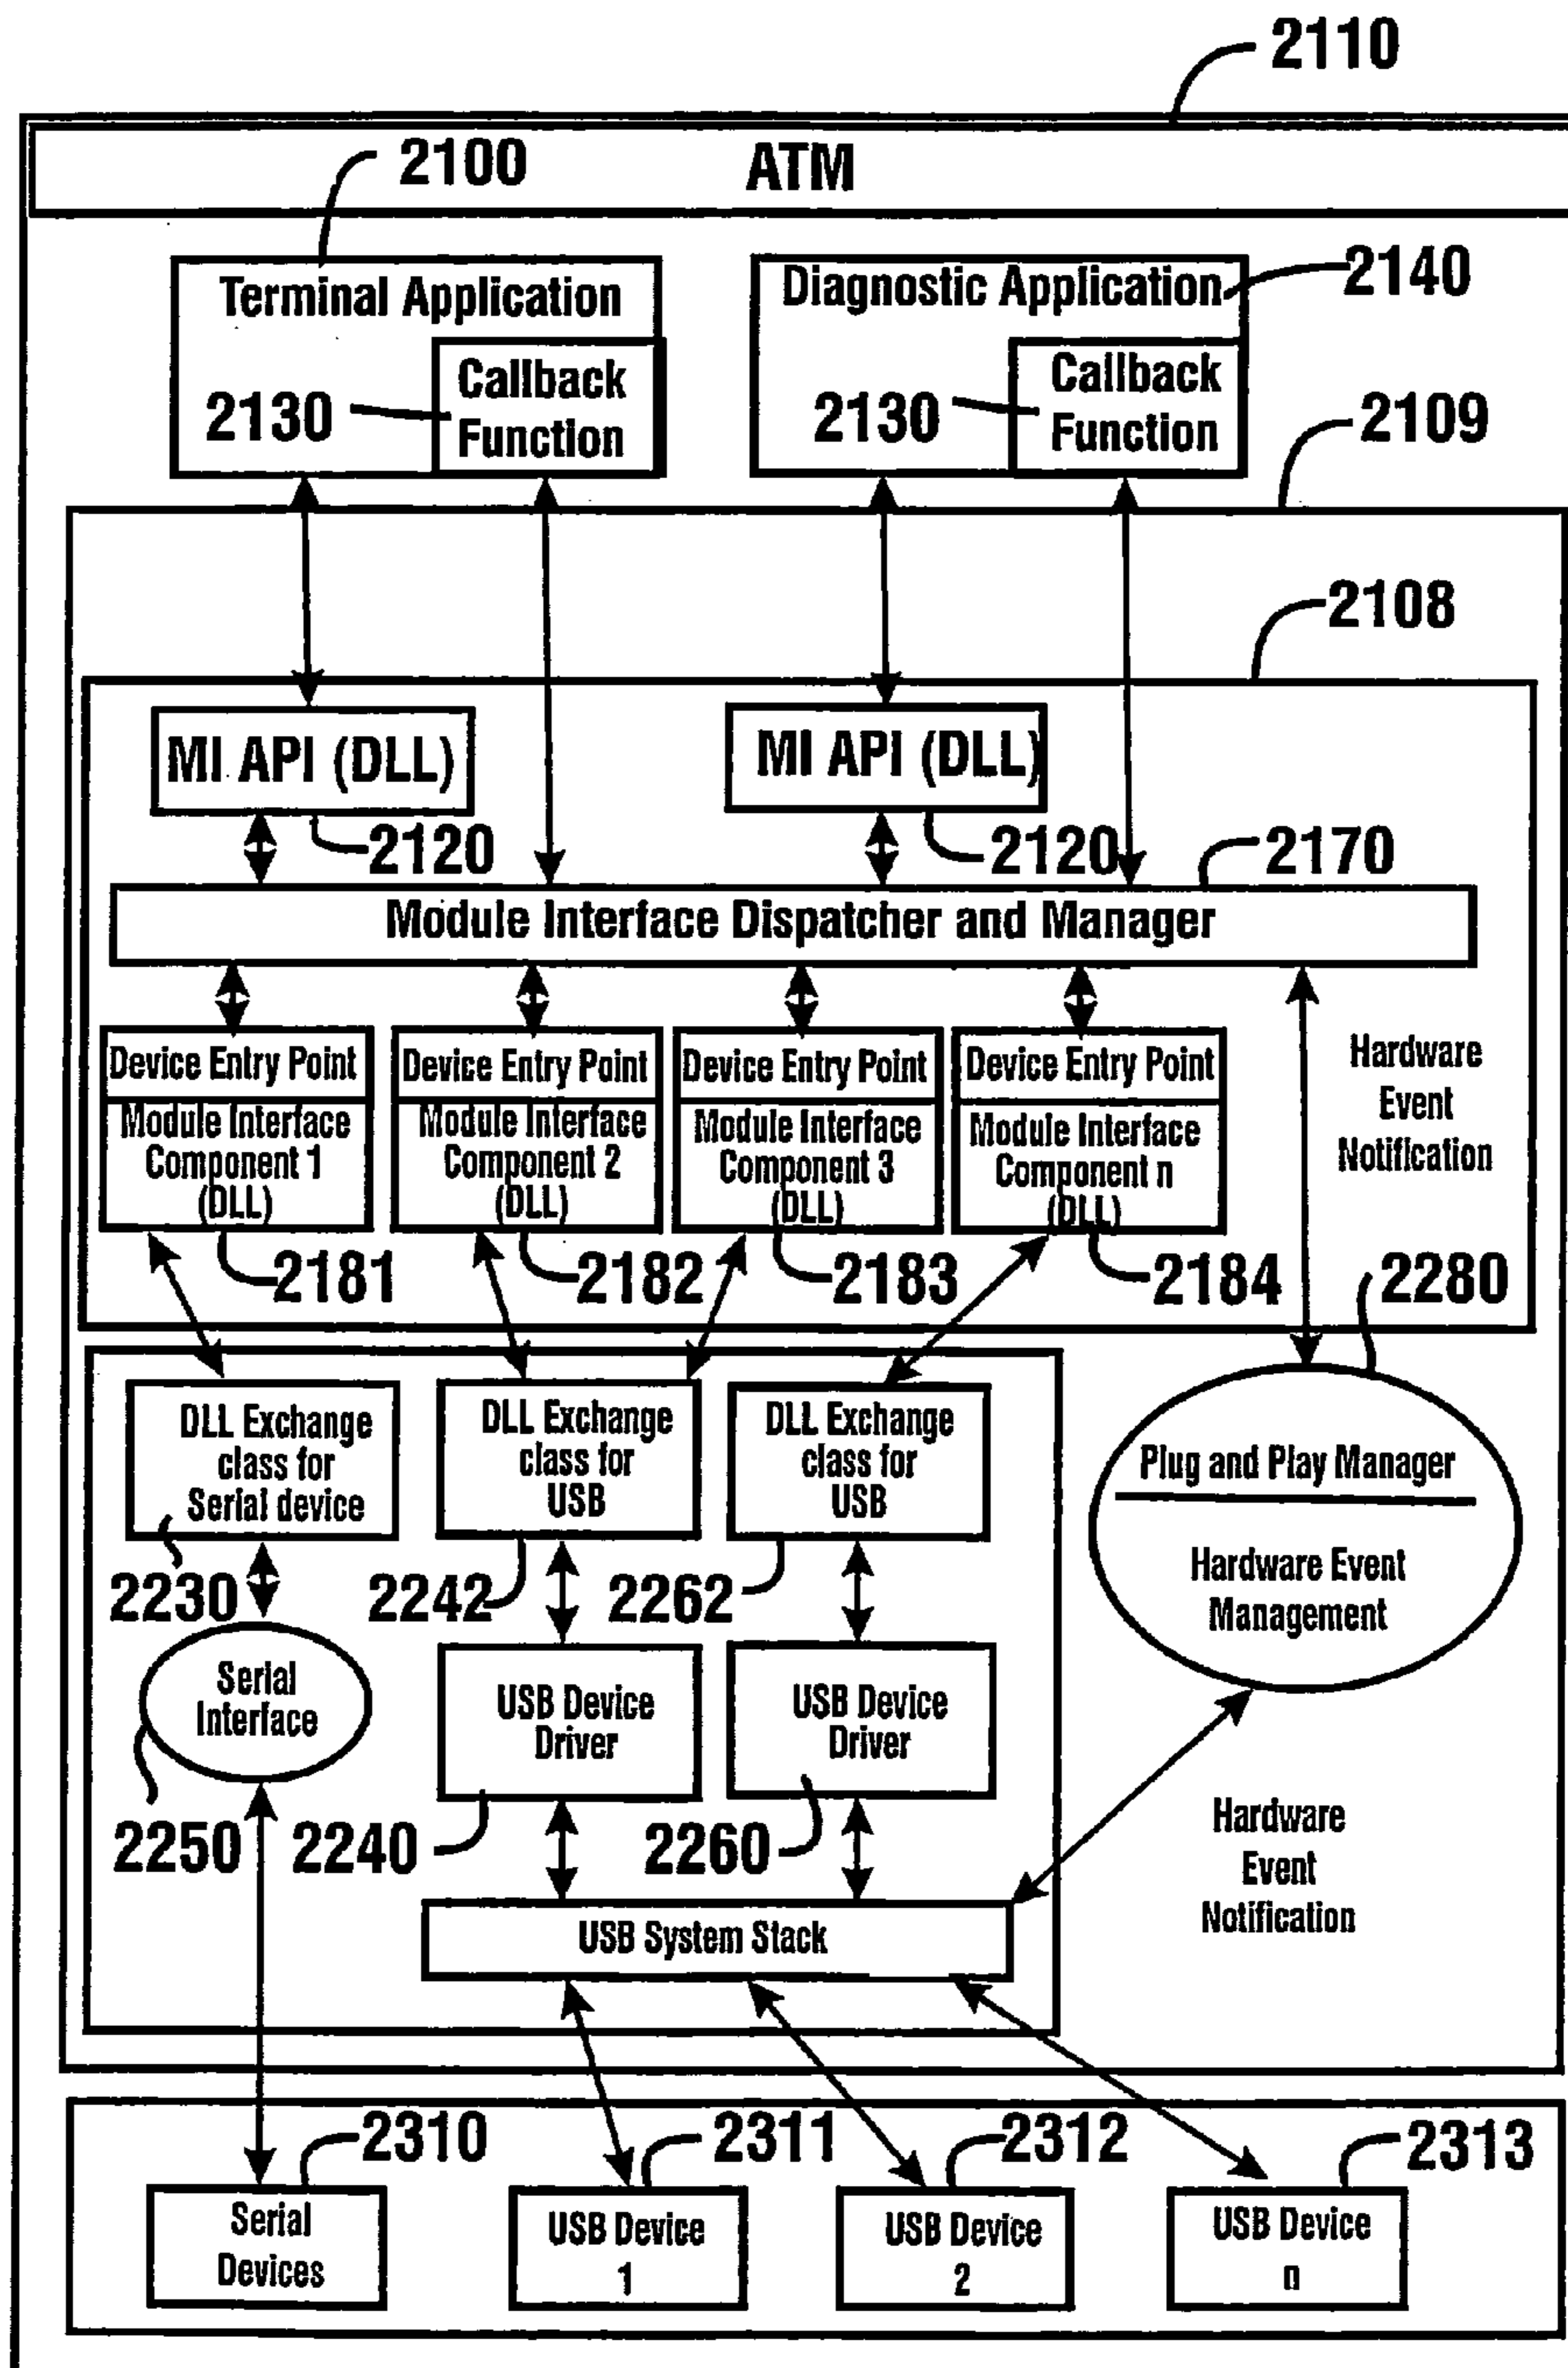 2110
ATM
2100
Terminal Application
2130
Callback
Function
Diagnostic Application
2140
2130
Callback
Function
2109
2108
MI API (DLL)
2120
MI API (DLL)
2120
2170
Module Interface Dispatcher and Manager
Device Entry Point
Module Interface
Component 1
(DLL)
2181
Device Entry Point
Module Interface
Component 2
(DLL)
2182
Device Entry Point
Module Interface
Component 3
(DLL)
2183
Device Entry Point
Module Interface
Component n
(DLL)
2184
Hardware
Event
Notification
2280
DLL Exchange
class for
Serial device
2230
DLL Exchange
class for
USB
2242
DLL Exchange
class for
USB
2262
Plug and Play Manager
Hardware Event
Management
Serial
Interface
2250
USB Device
Driver
2240
USB Device
Driver
2260
Hardware
Event
Notification
USB System Stack
2310
Serial
Devices
2311
USB Device
1
2312
USB Device
2
2313
USB Device
n